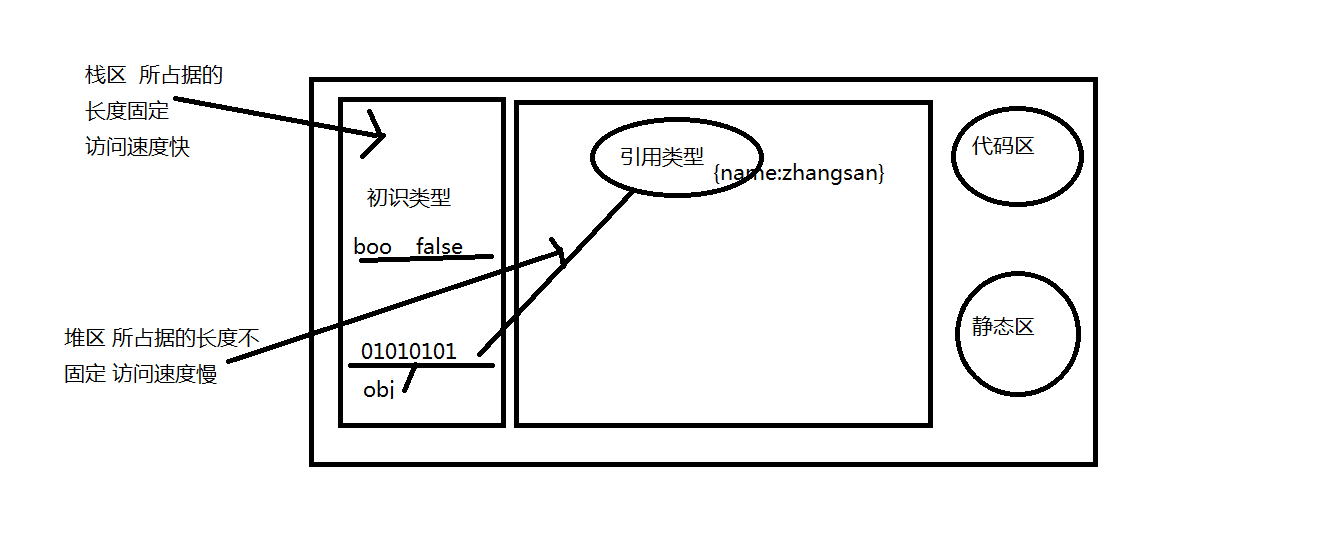 栈区 所占据的
长度固定
访问速度快
初识类型
boo false
01010101
obj
堆区 所占据的长度不
固定 访问速度慢
引用类型
{name:zhangsan}
代码区
静态区